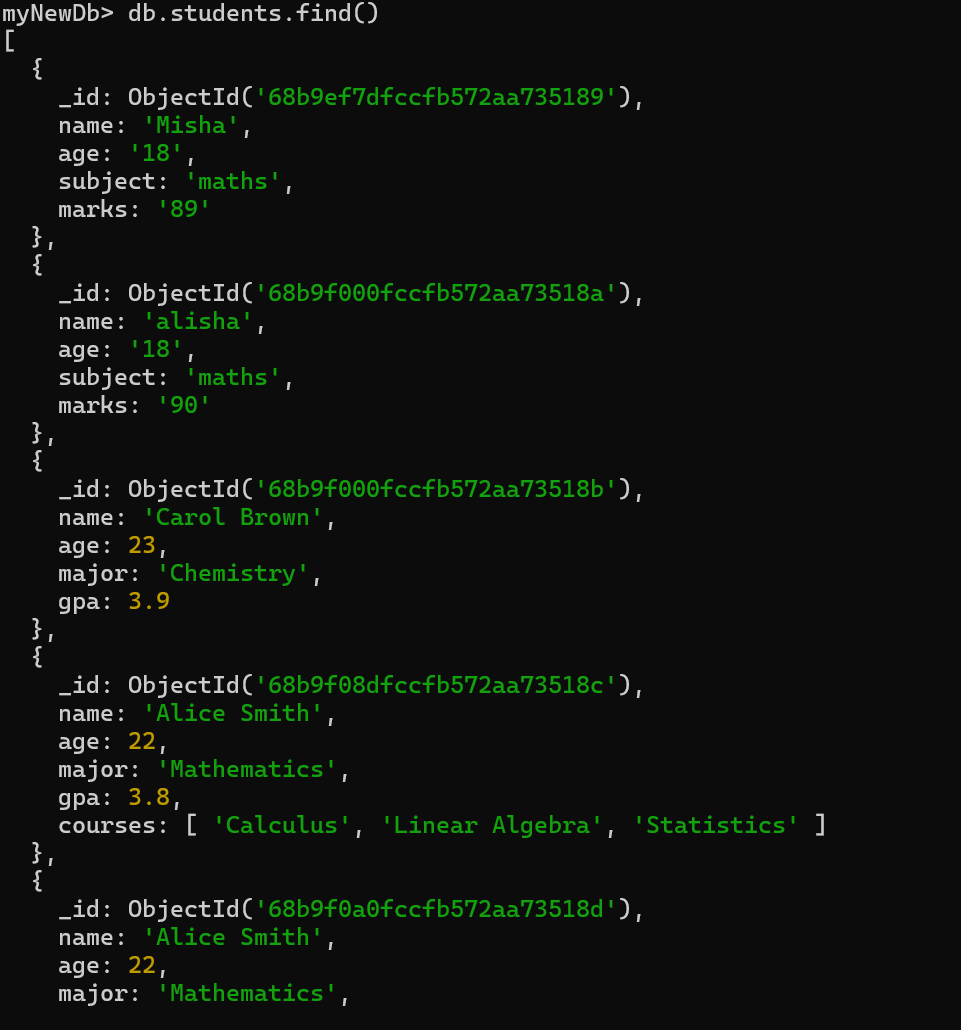 myNewDb> db.students.find()
[
  {
    _id: ObjectId('68b9ef7dfccfb572aa735189'),
    name: 'Misha',
    age: '18',
    subject: 'maths',
    marks: '89'
  },
  {
    _id: ObjectId('68b9f000fccfb572aa73518a'),
    name: 'alisha',
    age: '18',
    subject: 'maths',
    marks: '90'
  },
  {
    _id: ObjectId('68b9f000fccfb572aa73518b'),
    name: 'Carol Brown',
    age: 23,
    major: 'Chemistry',
    gpa: 3.9
  },
  {
    _id: ObjectId('68b9f08dfccfb572aa73518c'),
    name: 'Alice Smith',
    age: 22,
    major: 'Mathematics',
    gpa: 3.8,
    courses: [ 'Calculus', 'Linear Algebra', 'Statistics' ]
  },
  {
    _id: ObjectId('68b9f0a0fccfb572aa73518d'),
    name: 'Alice Smith',
    age: 22,
    major: 'Mathematics',